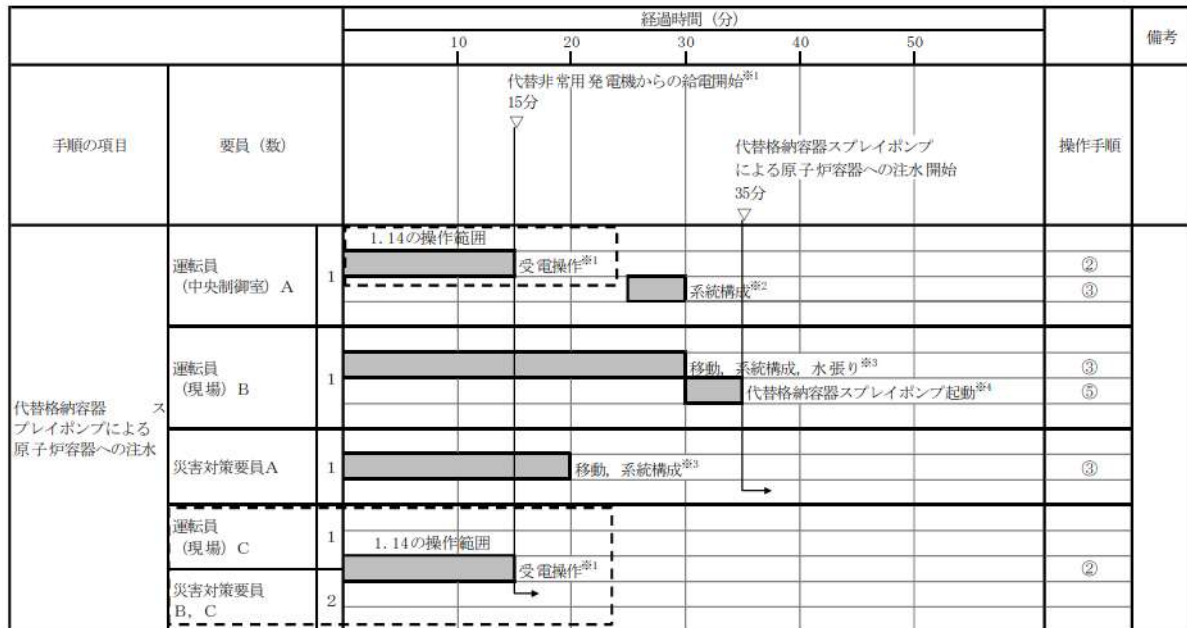 経過時間（分）
10 20 30 40 50
備考
手順の項目
要員（数）
操作手順
代替非常用発電機からの給電開始※1
15分
▽
代替格納容器スプレイポンプ
による原子炉容器への注水開始
35分
▽
代替格納容器　　　ス
プレイポンプによる
原子炉容器への注水
運転員
（中央制御室）A
1
1.14の操作範囲
受電操作※1
②
系統構成※2
③
運転員
（現場）B
1
移動，系統構成，水張り※3
③
代替格納容器スプレイポンプ起動※4
⑤
災害対策要員A
1
移動，系統構成※3
③
運転員
（現場）C
1
1.14の操作範囲
受電操作※1
②
災害対策要員
B，C
2